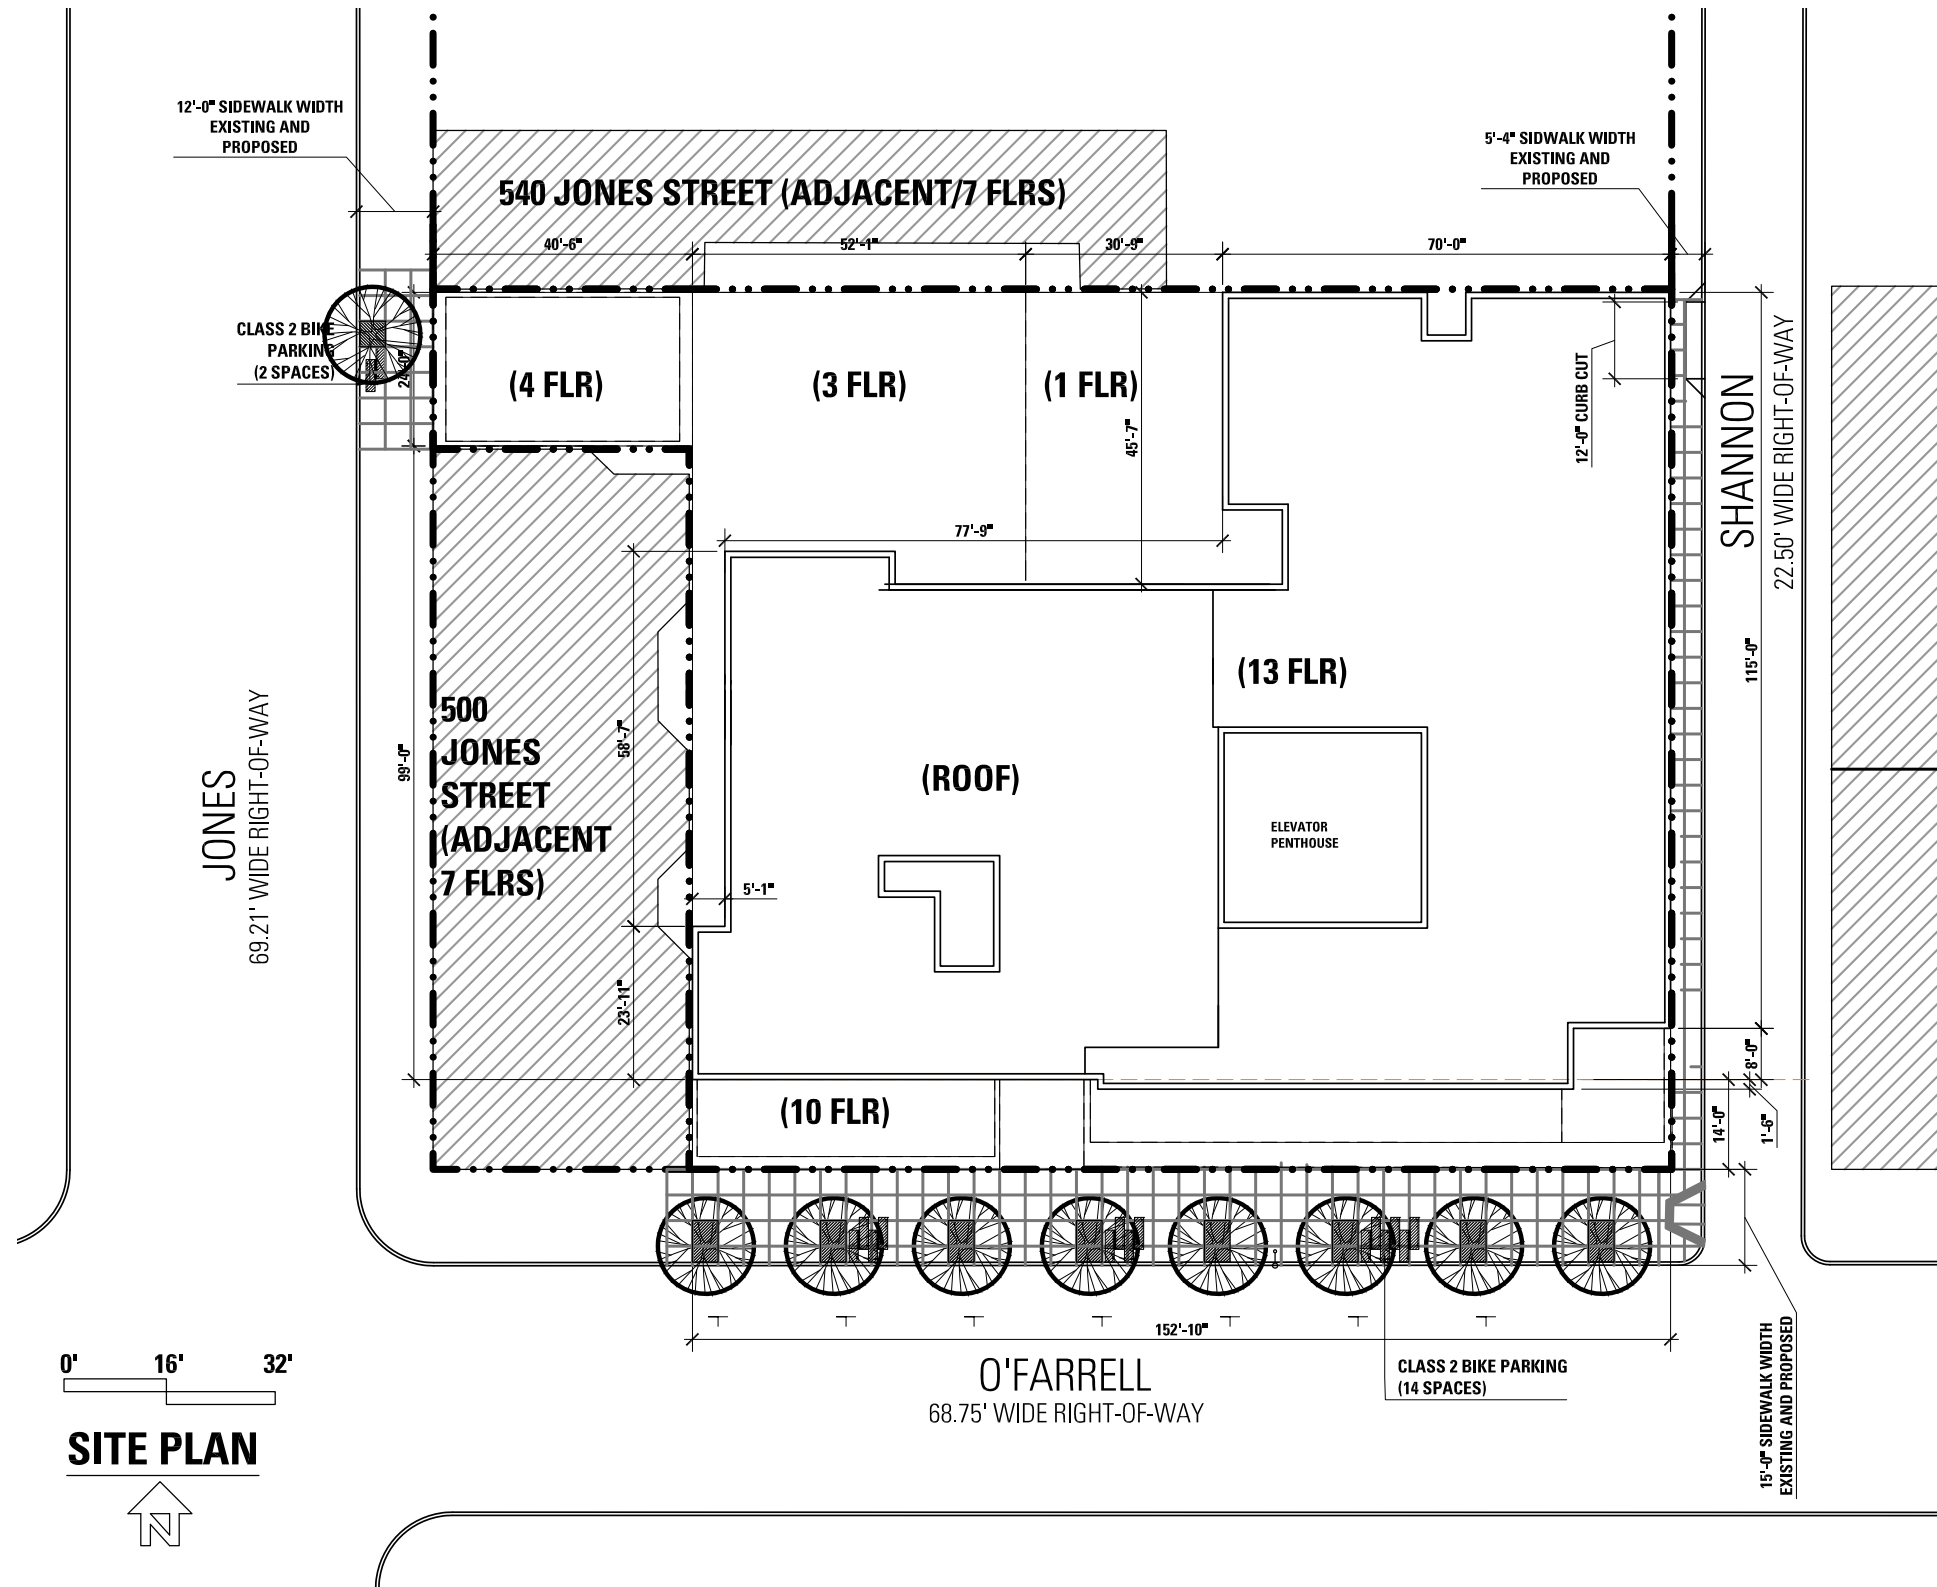 12'-0" SIDEWALK WIDTH
EXISTING AND
PROPOSED
5'-4" SIDWALK WIDTH
EXISTING AND
PROPOSED
540 JONES STREET (ADJACENT/7 FLRS)
40'-6"
52'-1"
30'-9"
70'-0"
CLASS 2 BIKE
PARKING
(2 SPACES)
24'-0"
(4 FLR)
(3 FLR)
(1 FLR)
45'-7"
12'-0" CURB CUT
SHANNON
22.50' WIDE RIGHT-OF-WAY
77'-9"
(13 FLR)
115'-0"
JONES
69.21' WIDE RIGHT-OF-WAY
99'-0"
500
JONES
STREET
(ADJACENT
7 FLRS)
58'-7"
(ROOF)
ELEVATOR
PENTHOUSE
5'-1"
23'-11"
(10 FLR)
8'-0"
14'-0"
1'-6"
152'-10"
O'FARRELL
68.75' WIDE RIGHT-OF-WAY
CLASS 2 BIKE PARKING
(14 SPACES)
15'-0" SIDEWALK WIDTH
EXISTING AND PROPOSED
0' 16' 32'
SITE PLAN
N